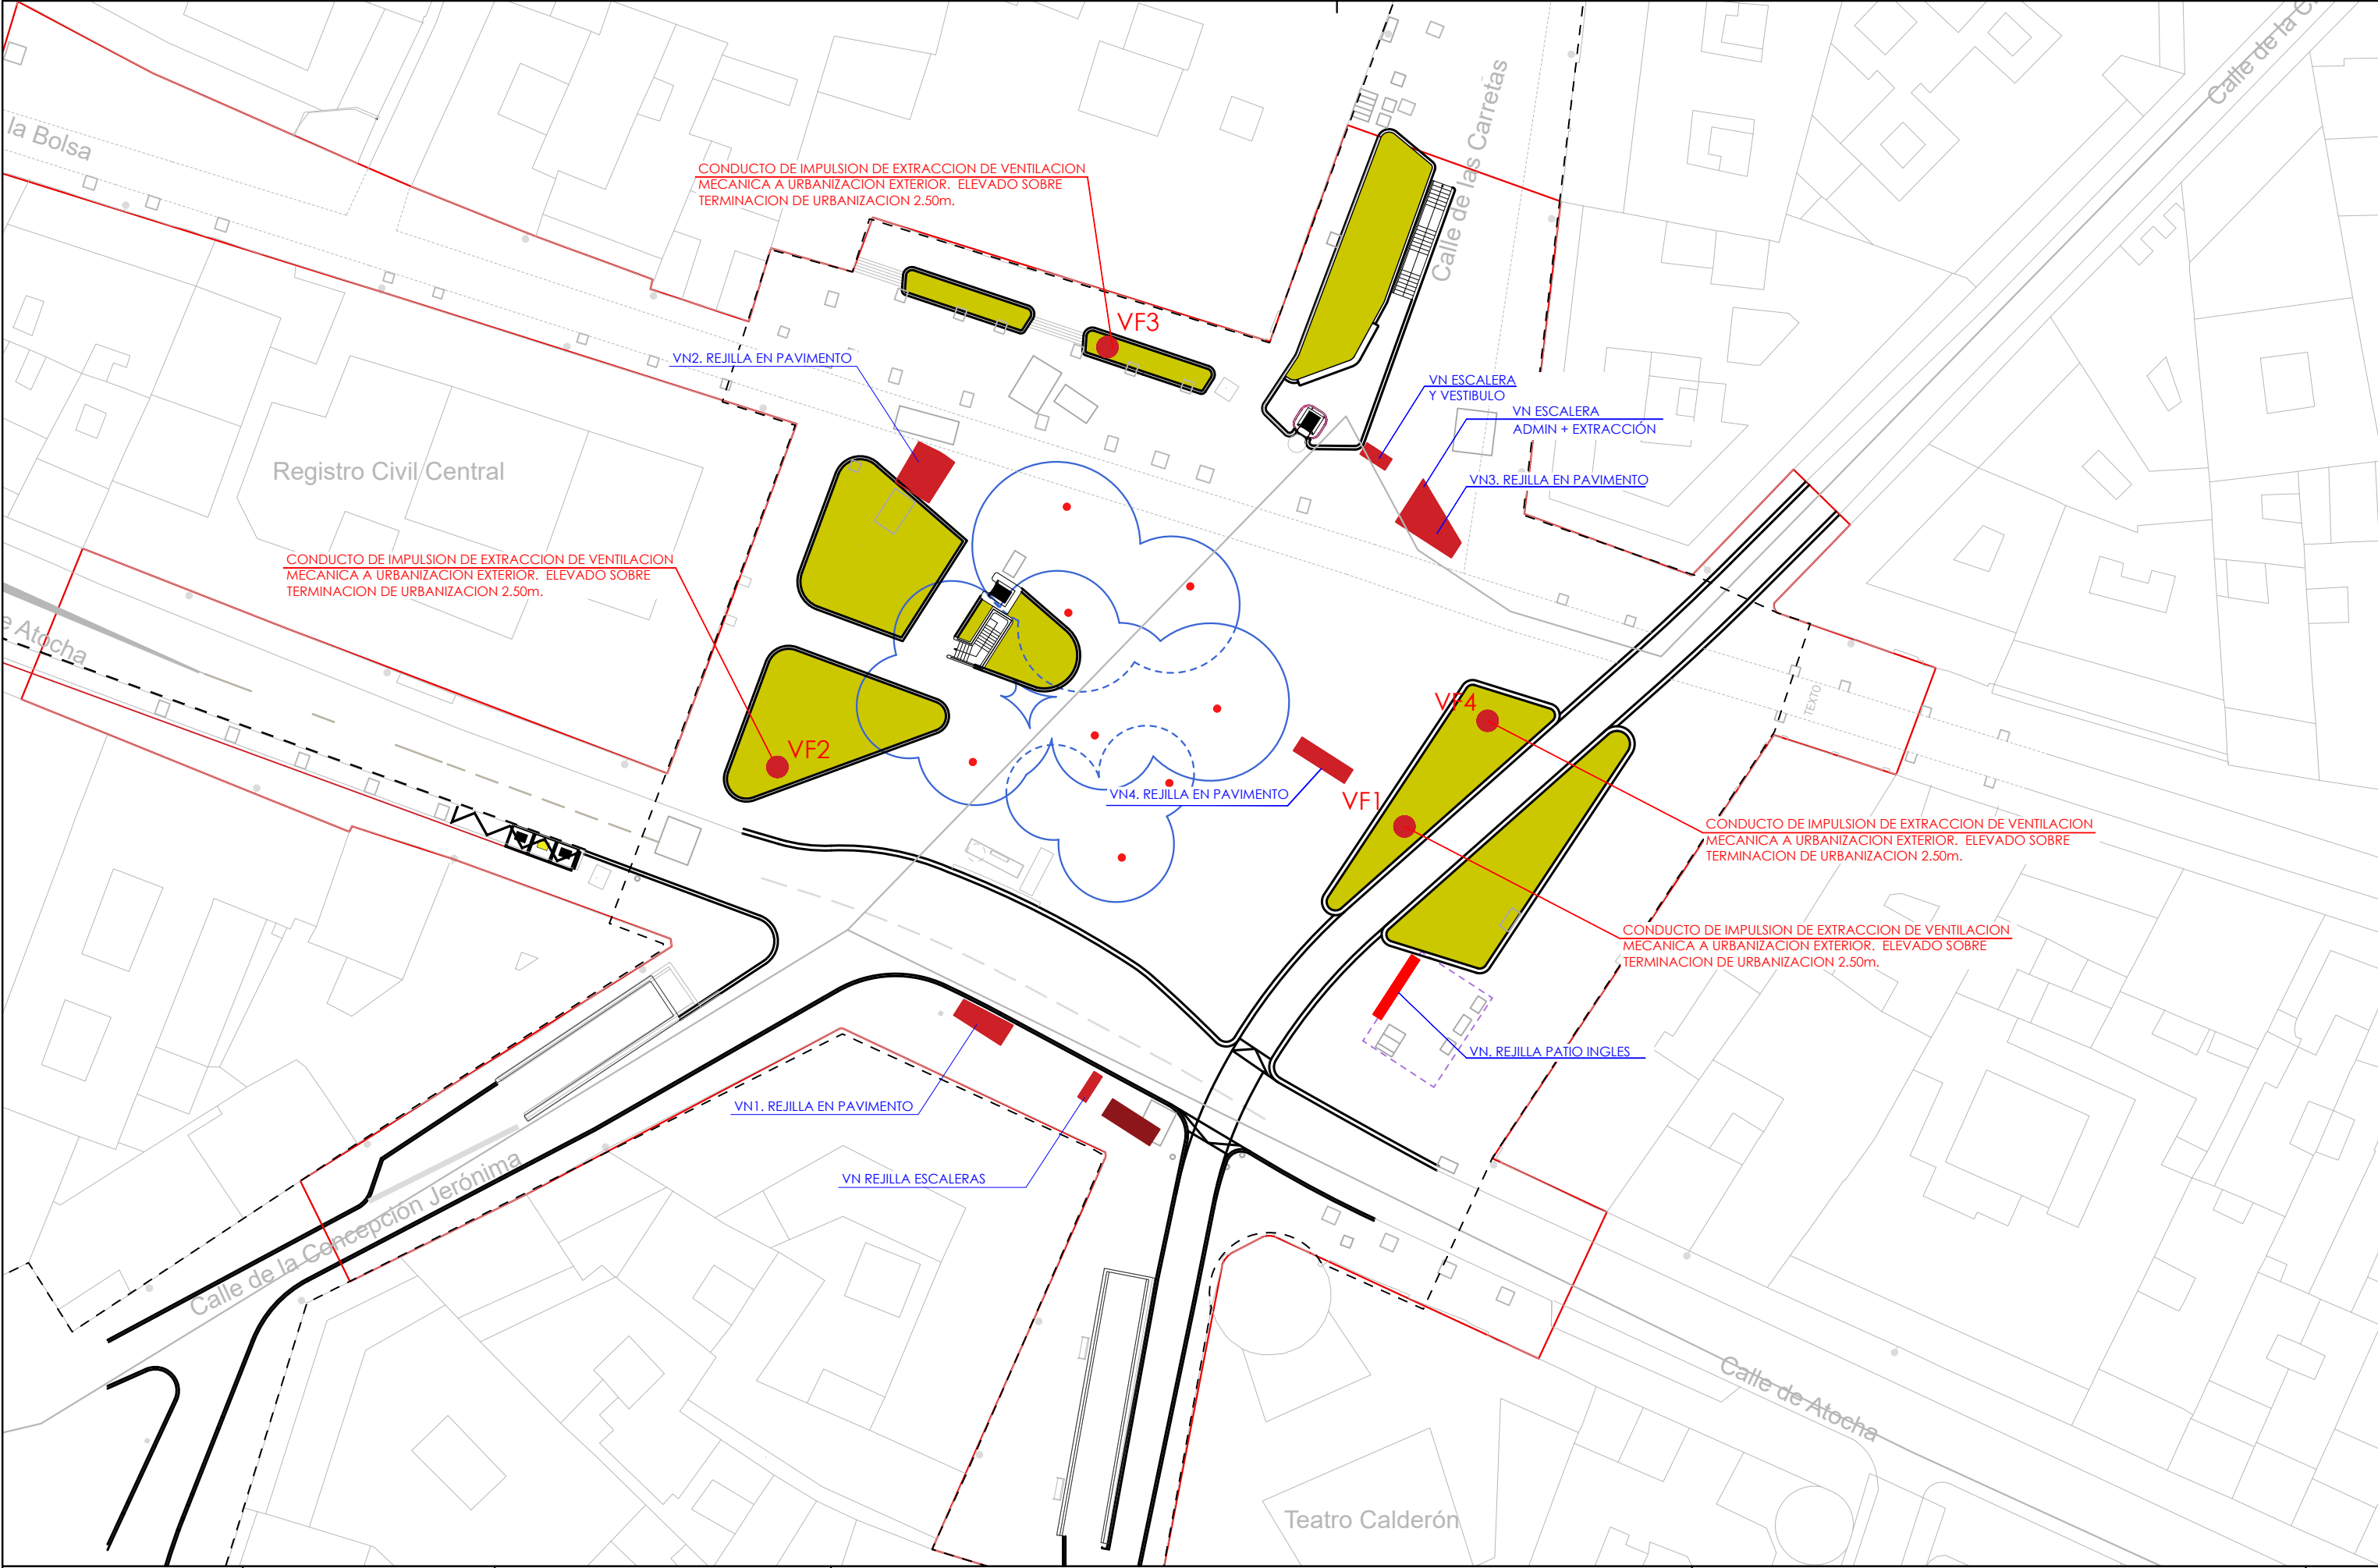 Calle de la C
la Bolsa
Calle de las Carretas
CONDUCTO DE IMPULSION DE EXTRACCION DE VENTILACION
MECANICA A URBANIZACION EXTERIOR. ELEVADO SOBRE
TERMINACION DE URBANIZACION 2.50m.
VF3
VN2. REJILLA EN PAVIMENTO
VN ESCALERA
Y VESTIBULO
VN ESCALERA
ADMIN + EXTRACCIÓN
VN3. REJILLA EN PAVIMENTO
Registro Civil Central
CONDUCTO DE IMPULSION DE EXTRACCION DE VENTILACION
MECANICA A URBANIZACION EXTERIOR. ELEVADO SOBRE
TERMINACION DE URBANIZACION 2.50m.
e Atocha
TEXTO
VF4
VF2
VN4. REJILLA EN PAVIMENTO
VF1
CONDUCTO DE IMPULSION DE EXTRACCION DE VENTILACION
MECANICA A URBANIZACION EXTERIOR. ELEVADO SOBRE
TERMINACION DE URBANIZACION 2.50m.
CONDUCTO DE IMPULSION DE EXTRACCION DE VENTILACION
MECANICA A URBANIZACION EXTERIOR. ELEVADO SOBRE
TERMINACION DE URBANIZACION 2.50m.
VN. REJILLA PATIO INGLES
VN1. REJILLA EN PAVIMENTO
VN REJILLA ESCALERAS
Calle de la Concepción Jerónima
Calle de Atocha
Teatro Calderón